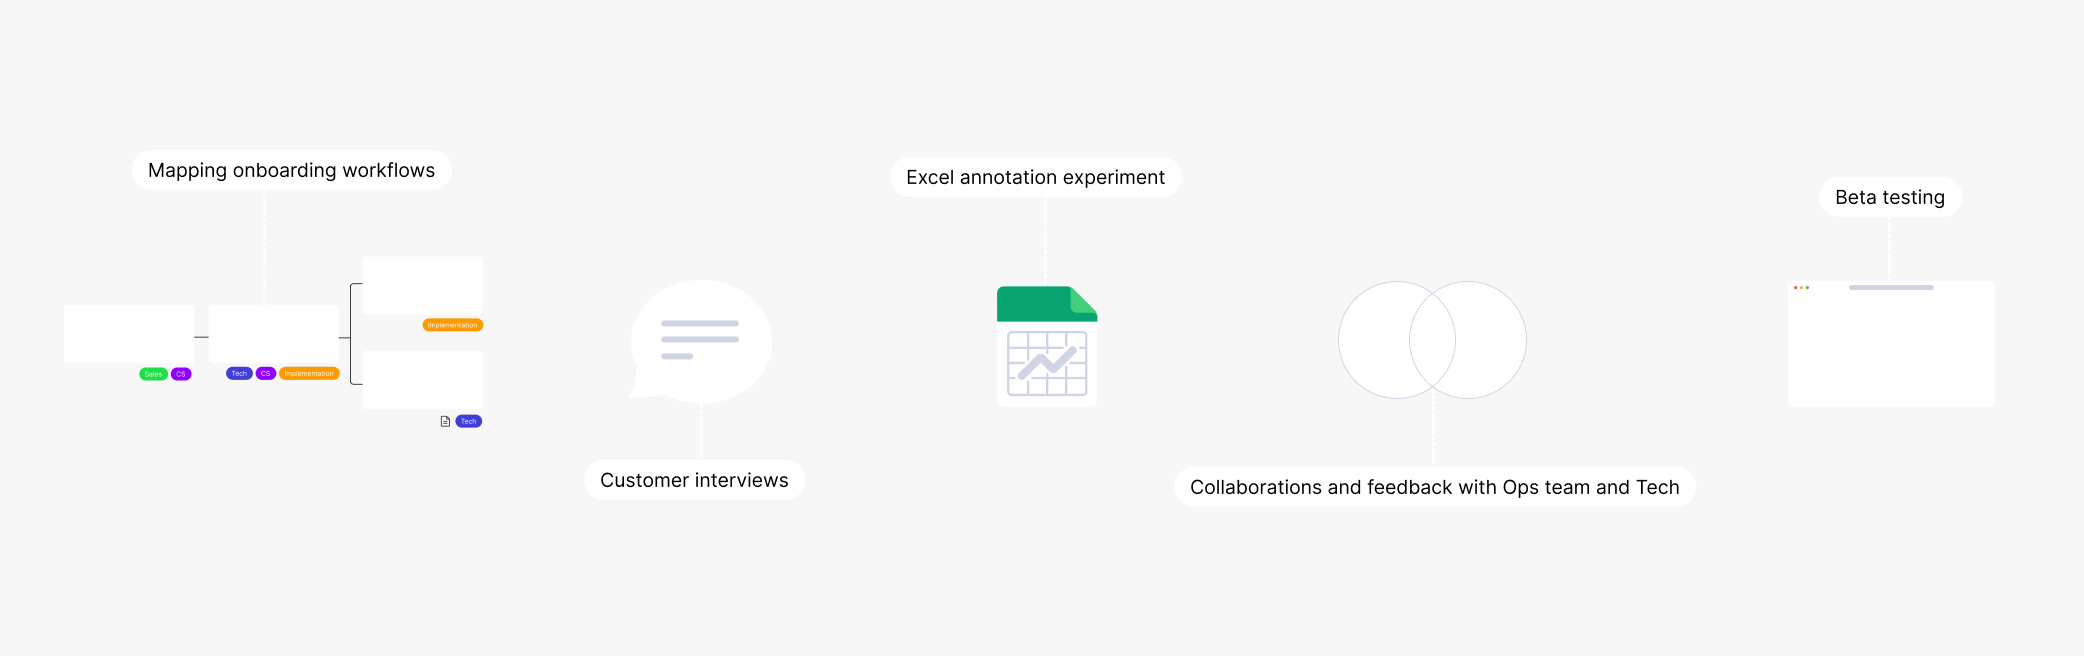 Mapping onboarding workflows
Sales CS
Tech CS Implementation
Implementation
Tech
Customer interviews
Excel annotation experiment
Collaborations and feedback with Ops team and Tech
Beta testing